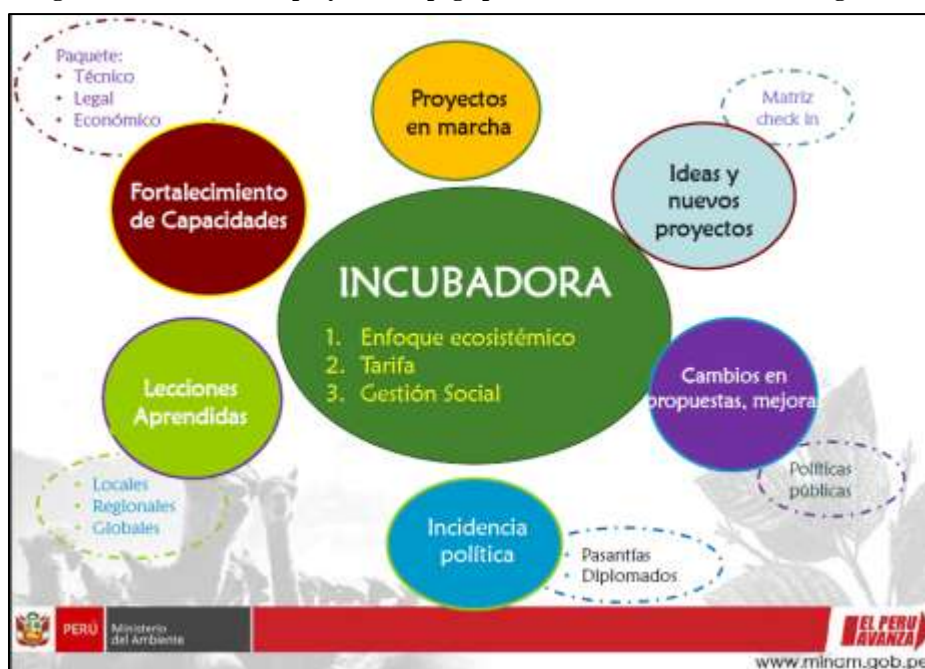 Paquete:
• Técnico
• Legal
• Económico
Proyectos
en marcha
Matriz
check in
Fortalecimiento
de Capacidades
Ideas y
nuevos
proyectos
INCUBADORA
1. Enfoque ecosistémico
2. Tarifa
3. Gestión Social
Lecciones
Aprendidas
Cambios en
propuestas, mejora
• Locales
• Regionales
• Globales
Políticas
públicas
Incidencia
política
• Pasantías
• Diplomados
PERÚ
Ministerio
del Ambiente
EL PERU
AVANZA
www.minam.gob.pe